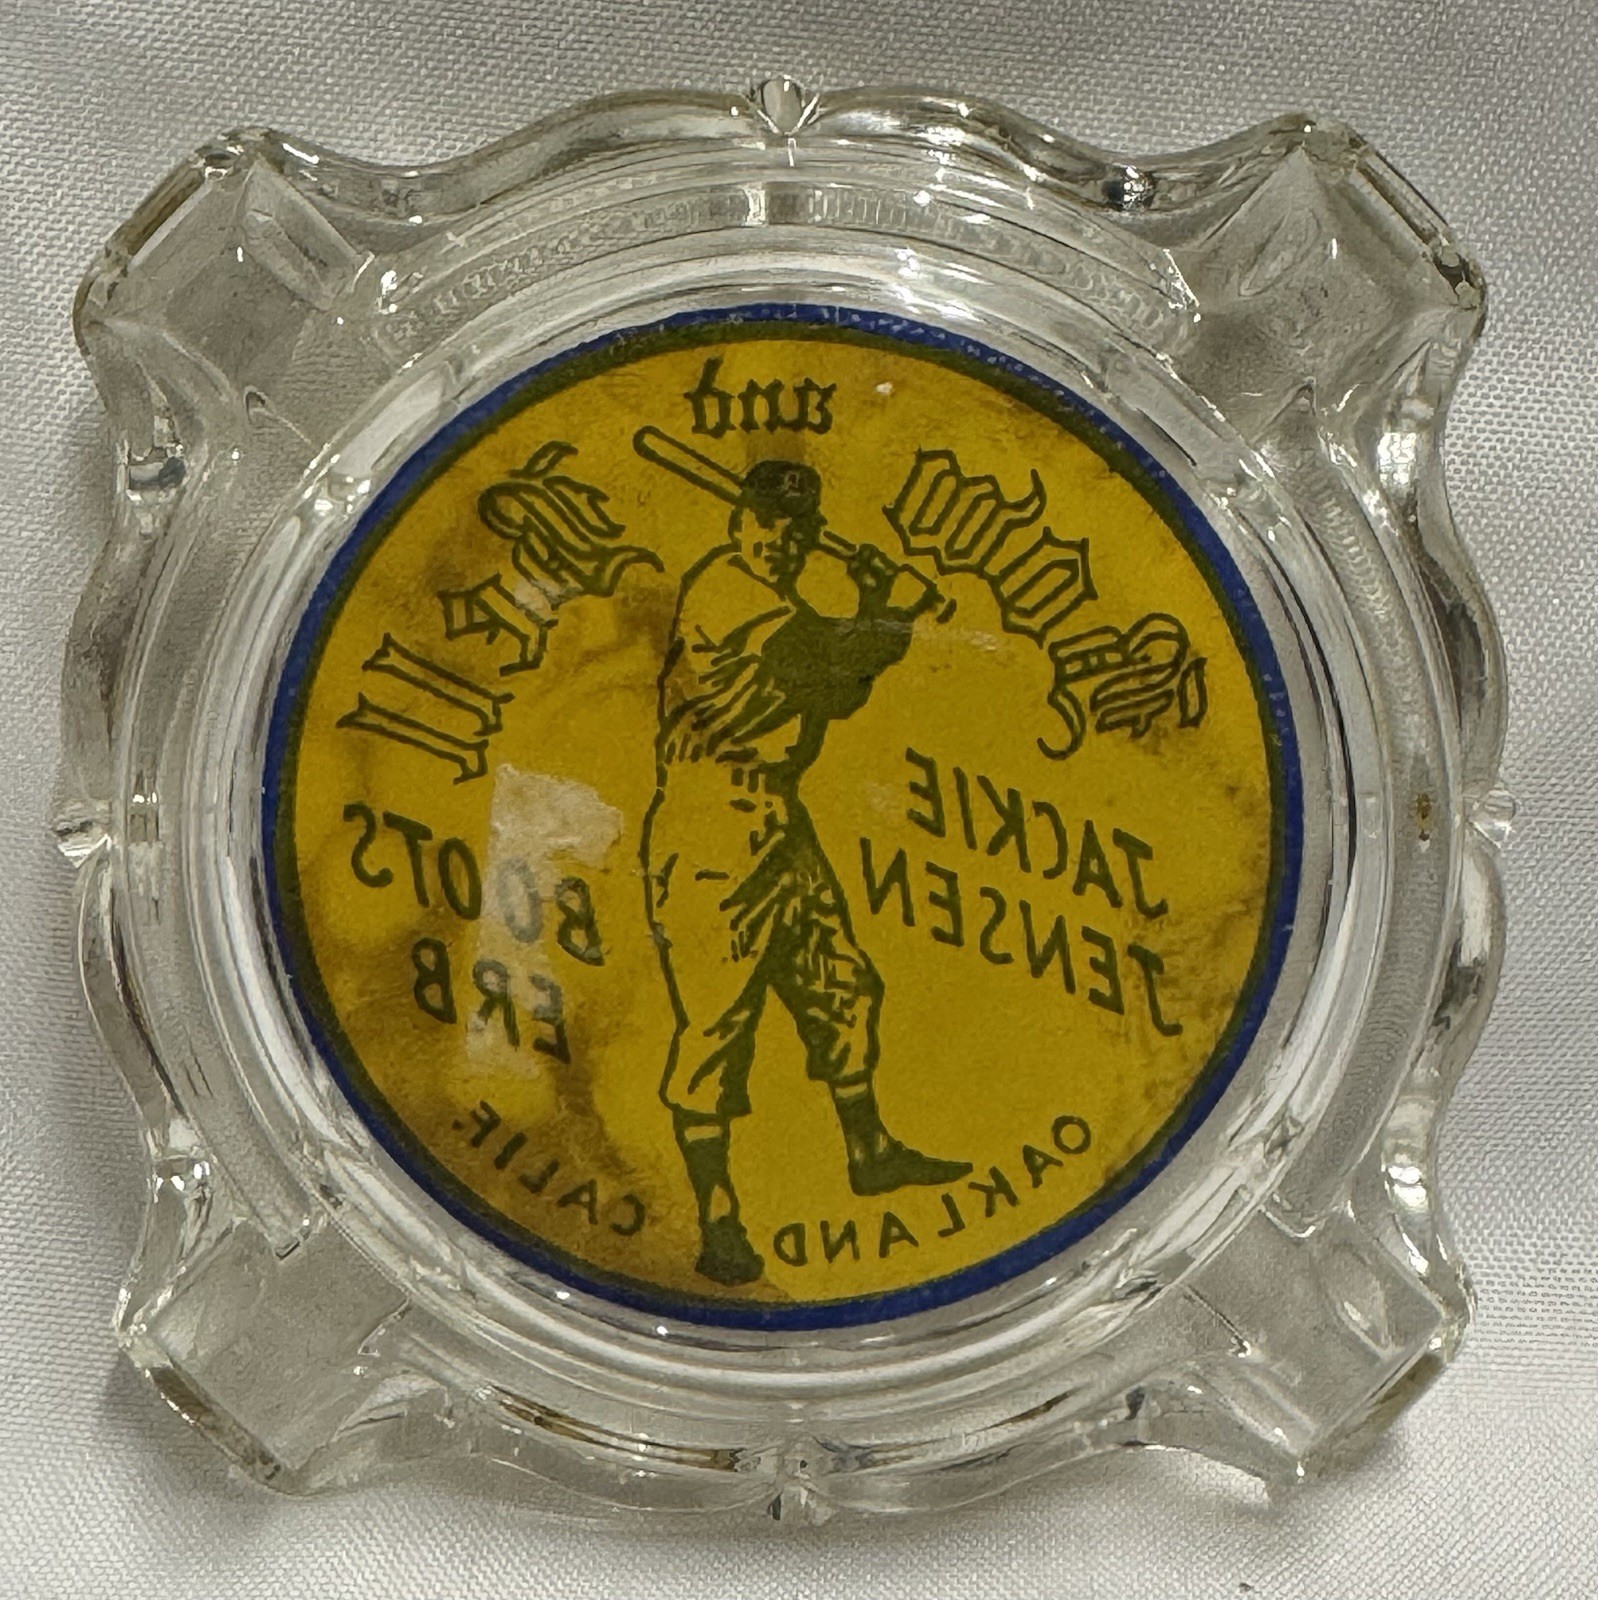 Bow and Bell
JACKIE
JENSEN
BOOTS
ERB
OAKLAND CALIF.